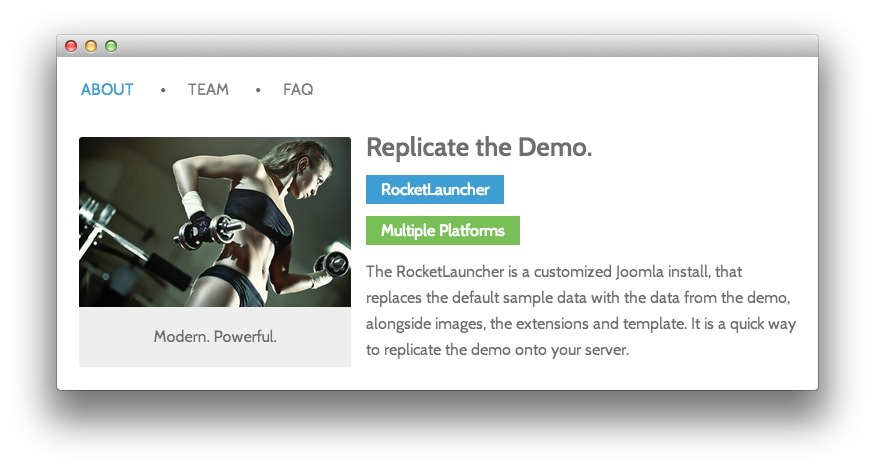 ABOUT • TEAM • FAQ
Replicate the Demo.
RocketLauncher
Multiple Platforms
The RocketLauncher is a customized Joomla install, that
replaces the default sample data with the data from the demo,
alongside images, the extensions and template. It is a quick way
to replicate the demo onto your server.
Modern. Powerful.